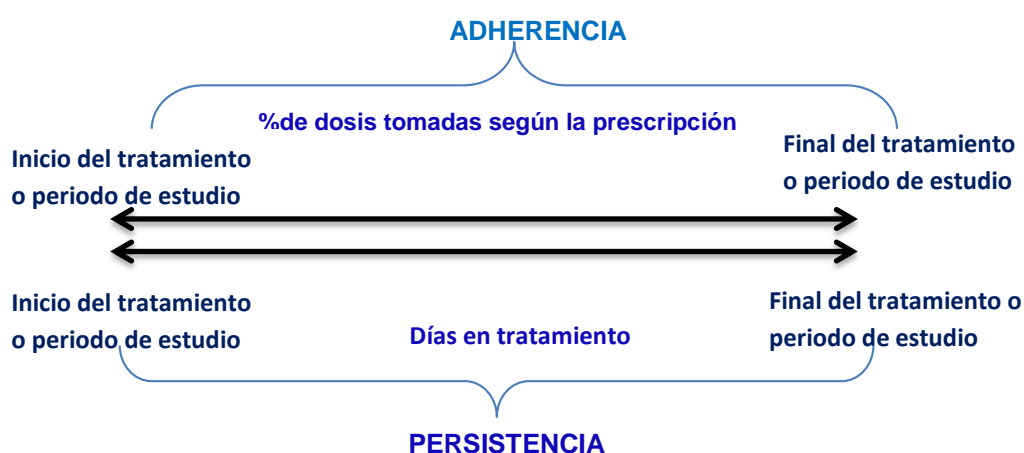 ADHERENCIA
%de dosis tomadas según la prescripción
Inicio del tratamiento
o periodo de estudio
Final del tratamiento
o periodo de estudio
Inicio del tratamiento
o periodo de estudio
Días en tratamiento
Final del tratamiento o
periodo de estudio
PERSISTENCIA